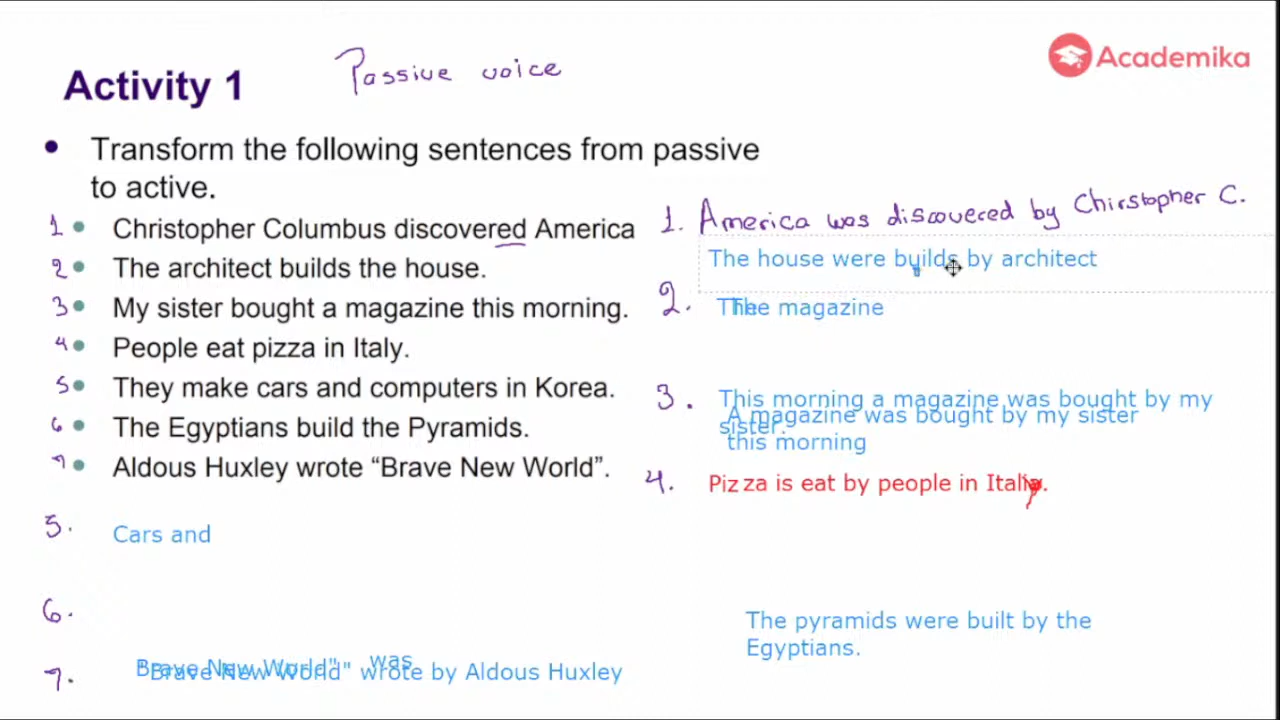 Activity 1
Passive voice
Academika
• Transform the following sentences from passive
to active.
1 • Christopher Columbus discovered America
2 • The architect builds the house.
3 • My sister bought a magazine this morning.
4 • People eat pizza in Italy.
5 • They make cars and computers in Korea.
6 • The Egyptians build the Pyramids.
7 • Aldous Huxley wrote “Brave New World”.
1. America was discovered by Chirstopher C.
The house were builds by architect
2. The magazine
3. This morning a magazine was bought by my
sister.
A magazine was bought by my sister
this morning
4. Pizza is eat by people in Italy.
5. Cars and
6.
The pyramids were built by the
Egyptians.
7. Brave New World" was
"Brave New World" wrote by Aldous Huxley